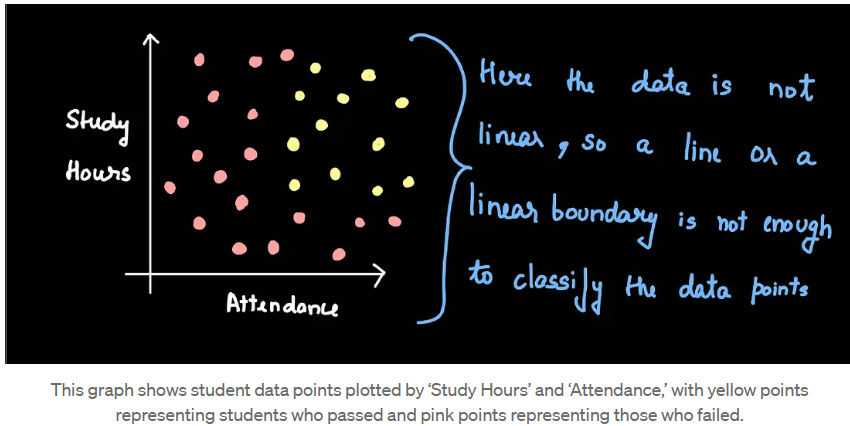 Study
Hours
Attendance
Here the data is not
linear, so a line or a
linear boundary is not enough
to classify the data points
This graph shows student data points plotted by ‘Study Hours’ and ‘Attendance,’ with yellow points
representing students who passed and pink points representing those who failed.